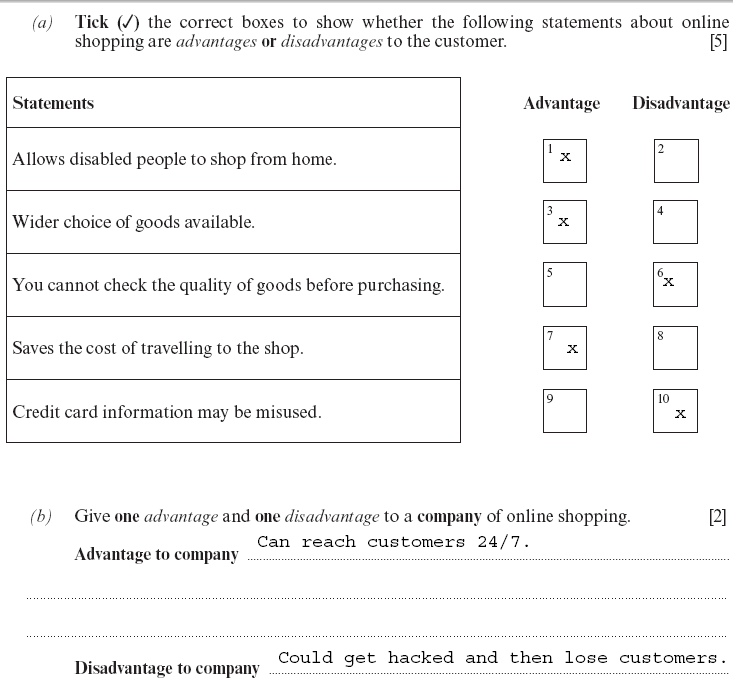 (a) Tick (✓) the correct boxes to show whether the following statements about online
shopping are advantages or disadvantages to the customer. [5]
Statements Advantage Disadvantage
Allows disabled people to shop from home. 1 x 2
Wider choice of goods available. 3 x 4
You cannot check the quality of goods before purchasing. 5 6 x
Saves the cost of travelling to the shop. 7 x 8
Credit card information may be misused. 9 10 x
(b) Give one advantage and one disadvantage to a company of online shopping. [2]
Advantage to company Can reach customers 24/7.
Disadvantage to company Could get hacked and then lose customers.